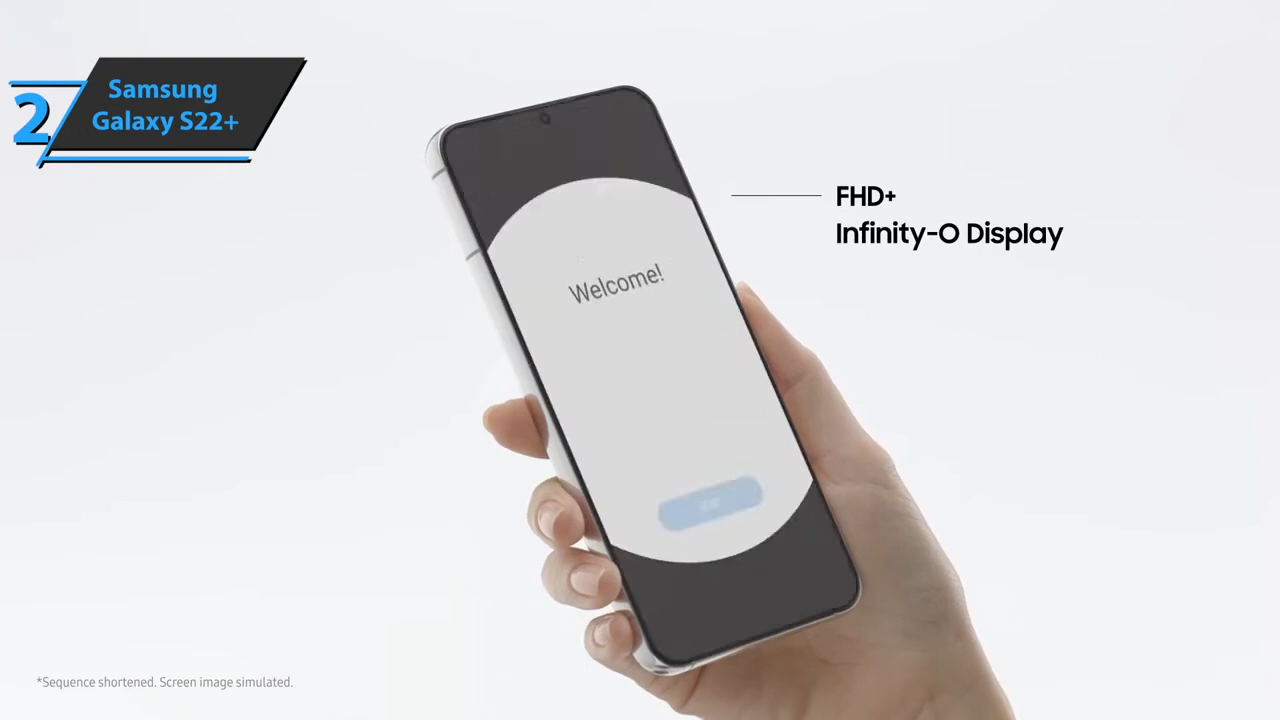 2
Samsung
Galaxy S22+
FHD+
Infinity-O Display
Welcome!
*Sequence shortened. Screen image simulated.